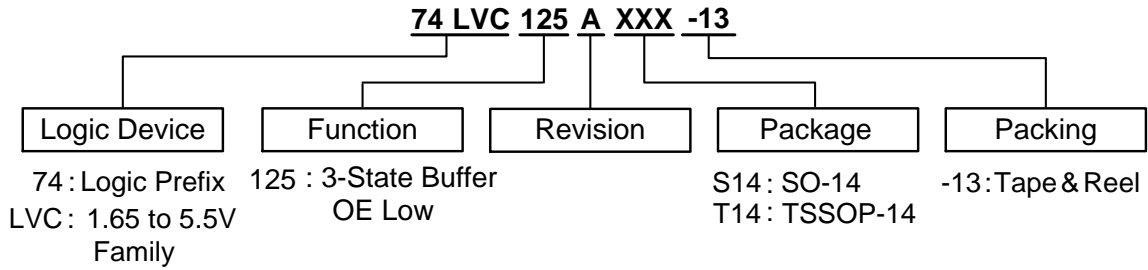 74 LVC 125 A XXX -13
Logic Device Function Revision Package Packing
74 : Logic Prefix
LVC : 1.65 to 5.5V
Family
125 : 3-State Buffer
OE Low
S14 : SO-14
T14 : TSSOP-14
-13 : Tape & Reel